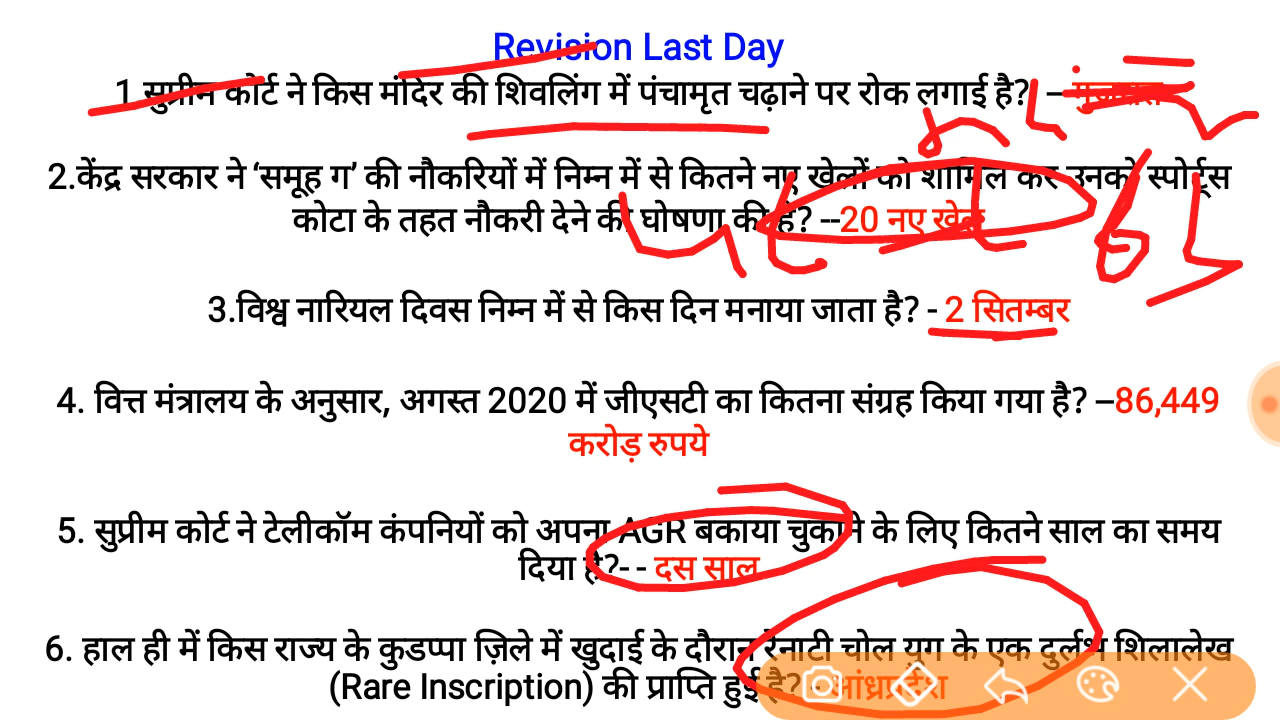 Revision Last Day
1 सुप्रीम कोर्ट ने किस मंदिर की शिवलिंग में पंचामृत चढ़ाने पर रोक लगाई है? –
2.केंद्र सरकार ने ‘समूह ग’ की नौकरियों में निम्न में से कितने नए खेलों को शामिल कर उनको स्पोर्ट्स
कोटा के तहत नौकरी देने की घोषणा की है? --20 नए खेल
3.विश्व नारियल दिवस निम्न में से किस दिन मनाया जाता है? - 2 सितम्बर
4. वित्त मंत्रालय के अनुसार, अगस्त 2020 में जीएसटी का कितना संग्रह किया गया है? –86,449
करोड़ रुपये
5. सुप्रीम कोर्ट ने टेलीकॉम कंपनियों को अपना AGR बकाया चुकाने के लिए कितने साल का समय
दिया है?- - दस साल
6. हाल ही में किस राज्य के कुडप्पा ज़िले में खुदाई के दौरान रेनाटी चोल युग के एक दुर्लभ शिलालेख
(Rare Inscription) की प्राप्ति हुई है? - आंध्रप्रदेश